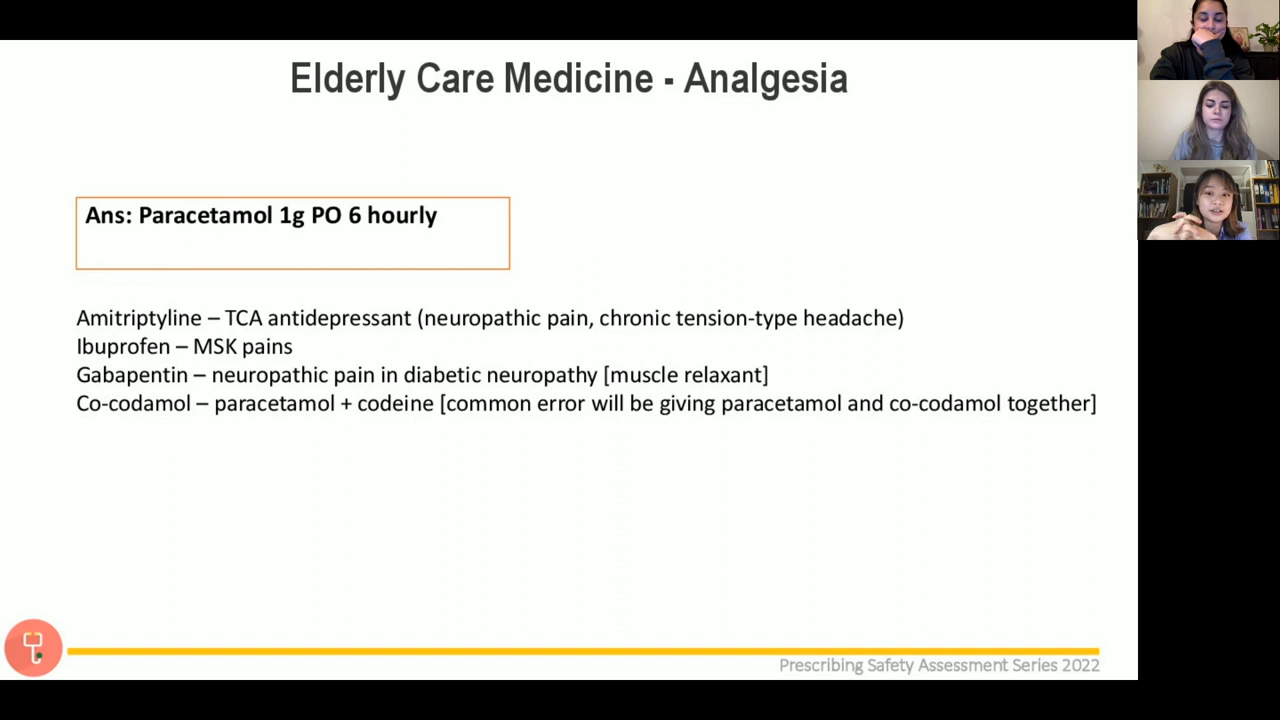 Elderly Care Medicine - Analgesia
Ans: Paracetamol 1g PO 6 hourly
Amitriptyline – TCA antidepressant (neuropathic pain, chronic tension-type headache)
Ibuprofen – MSK pains
Gabapentin – neuropathic pain in diabetic neuropathy [muscle relaxant]
Co-codamol – paracetamol + codeine [common error will be giving paracetamol and co-codamol together]
Prescribing Safety Assessment Series 2022